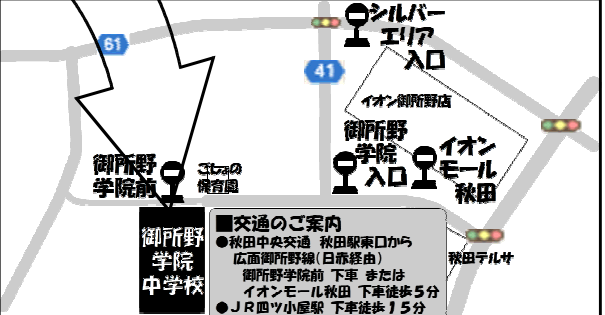 シルバー
エリア
入口
61
41
イオン御所野店
御所野
学院
入口
イオン
モール
秋田
御所野
学院前
ごしょの
保育園
御所野
学院
中学校
■交通のご案内
●秋田中央交通 秋田駅東口から
広面御所野線(日赤経由)
御所野学院前 下車 または
イオンモール秋田 下車徒歩5分
●JR四ツ小屋駅 下車徒歩15分
秋田テルサ